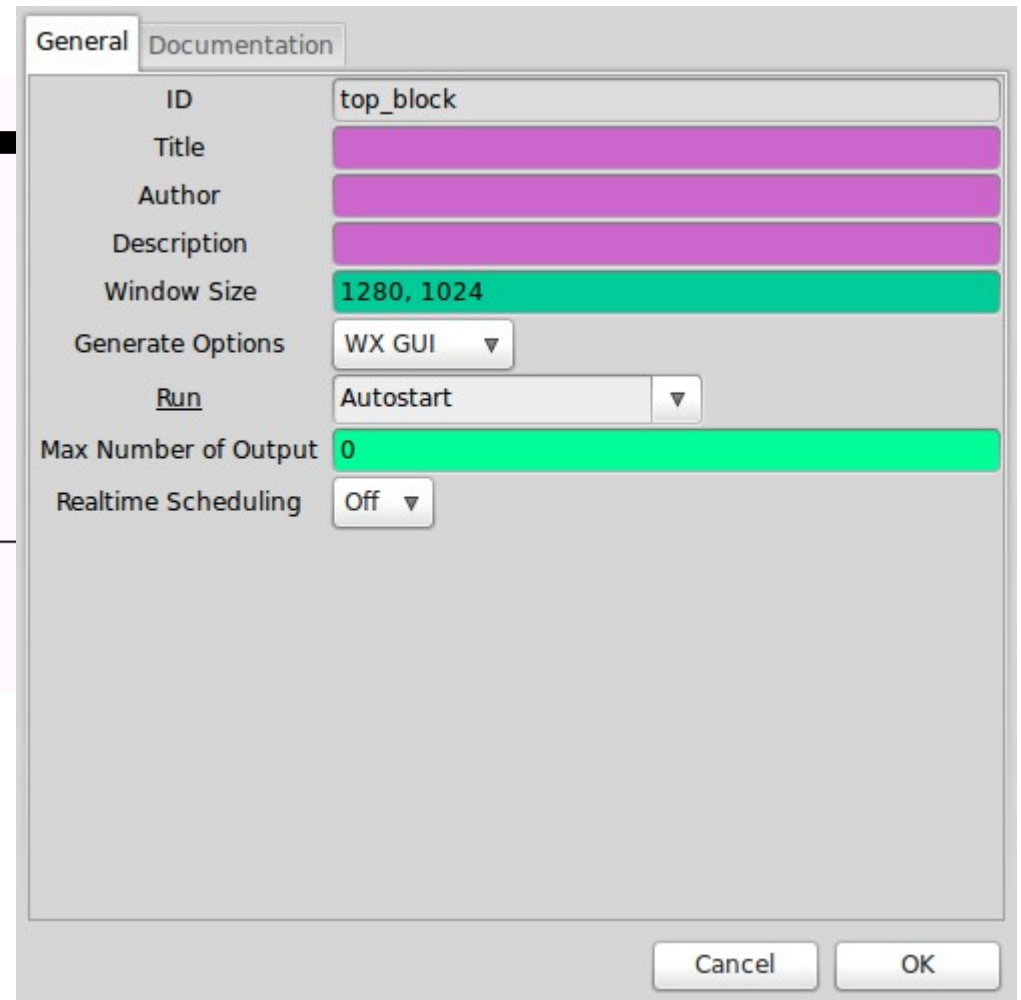 General Documentation
ID top_block
Title
Author
Description
Window Size 1280, 1024
Generate Options WX GUI
Run Autostart
Max Number of Output 0
Realtime Scheduling Off
Cancel OK